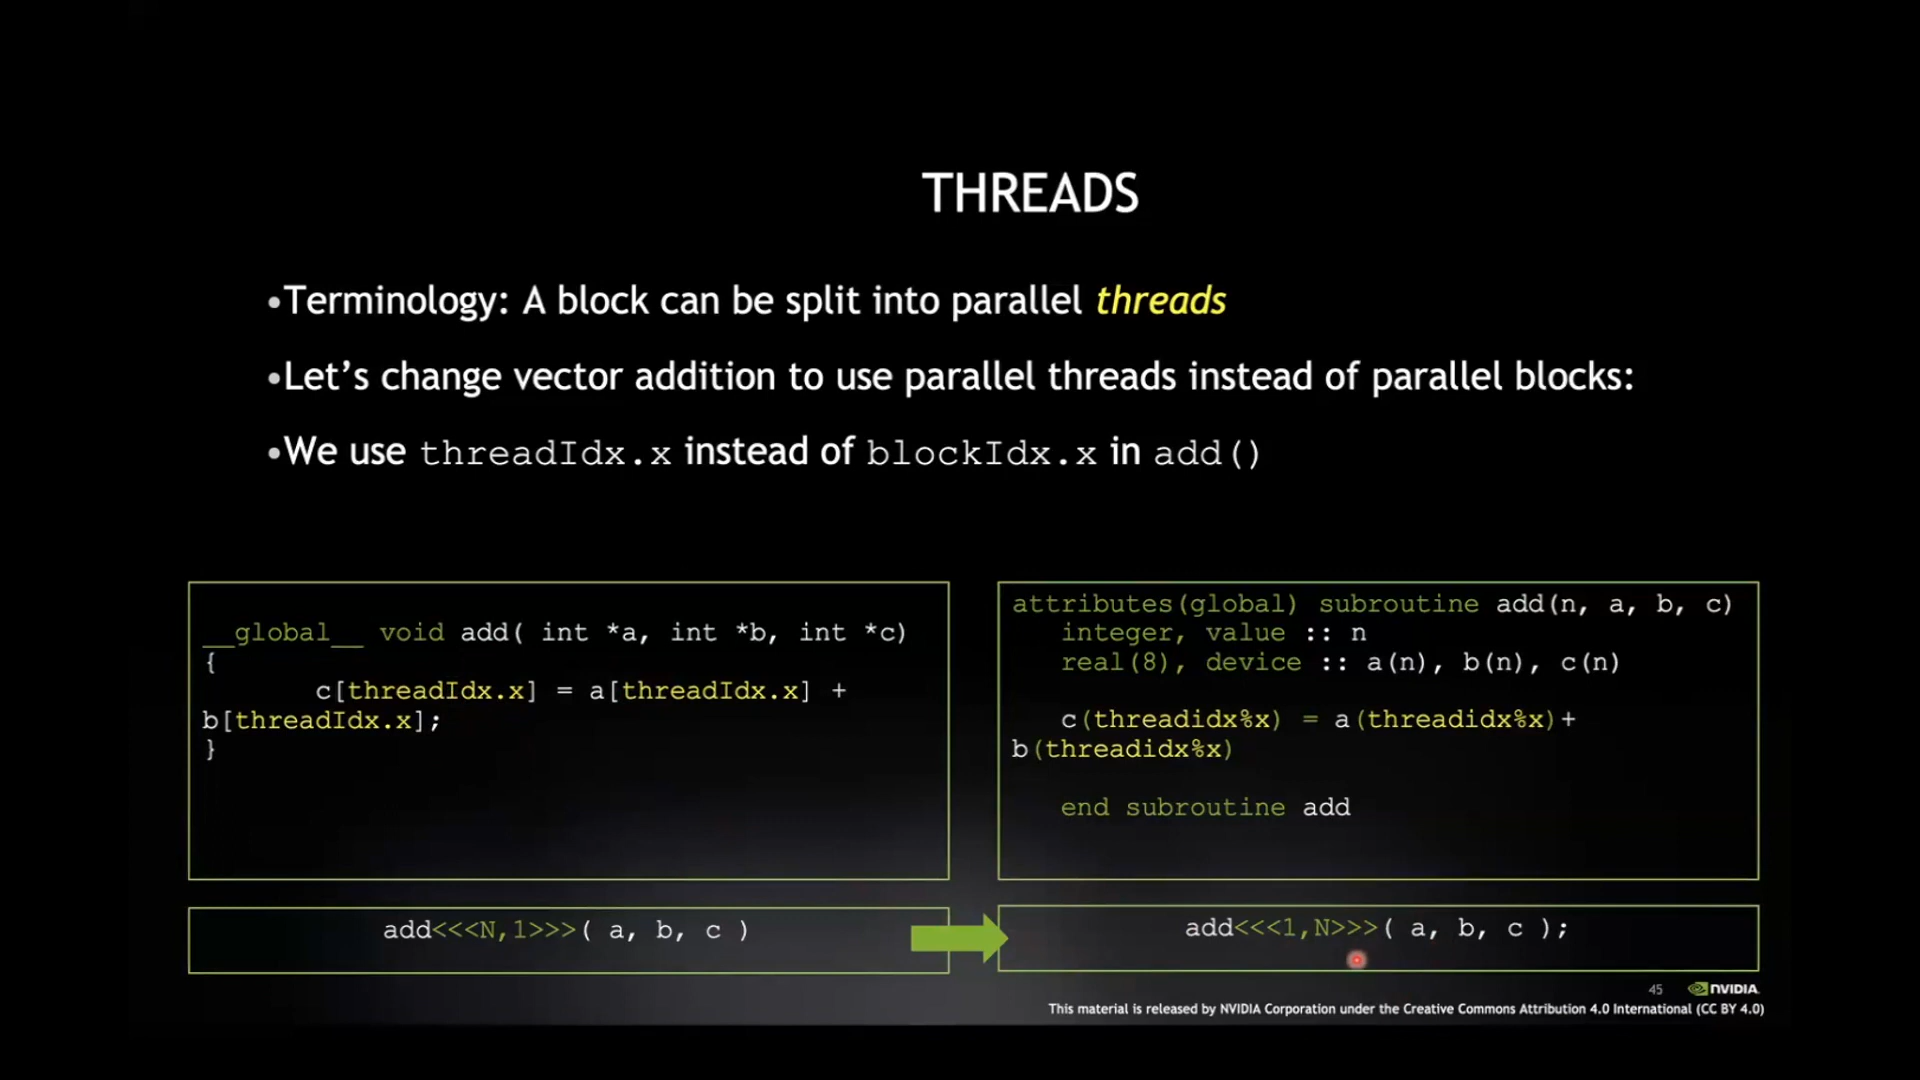 THREADS
•Terminology: A block can be split into parallel threads
•Let’s change vector addition to use parallel threads instead of parallel blocks:
•We use threadIdx.x instead of blockIdx.x in add()
__global__ void add( int *a, int *b, int *c)
{
c[threadIdx.x] = a[threadIdx.x] +
b[threadIdx.x];
}
attributes(global) subroutine add(n, a, b, c)
integer, value :: n
real(8), device :: a(n), b(n), c(n)
c(threadidx%x) = a(threadidx%x)+
b(threadidx%x)
end subroutine add
add<<<N,1>>>( a, b, c )
add<<<1,N>>>( a, b, c );
45 NVIDIA.
This material is released by NVIDIA Corporation under the Creative Commons Attribution 4.0 International (CC BY 4.0)